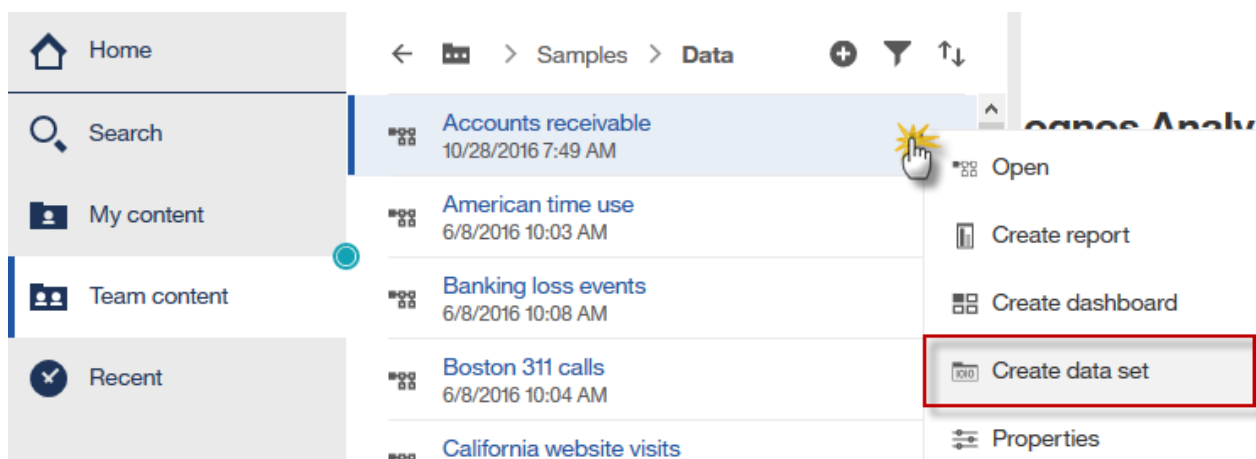 Home
Search
My content
Team content
Recent
Samples > Data
Accounts receivable
10/28/2016 7:49 AM
American time use
6/8/2016 10:03 AM
Banking loss events
6/8/2016 10:08 AM
Boston 311 calls
6/8/2016 10:04 AM
California website visits
ognos Analy
Open
Create report
Create dashboard
Create data set
Properties